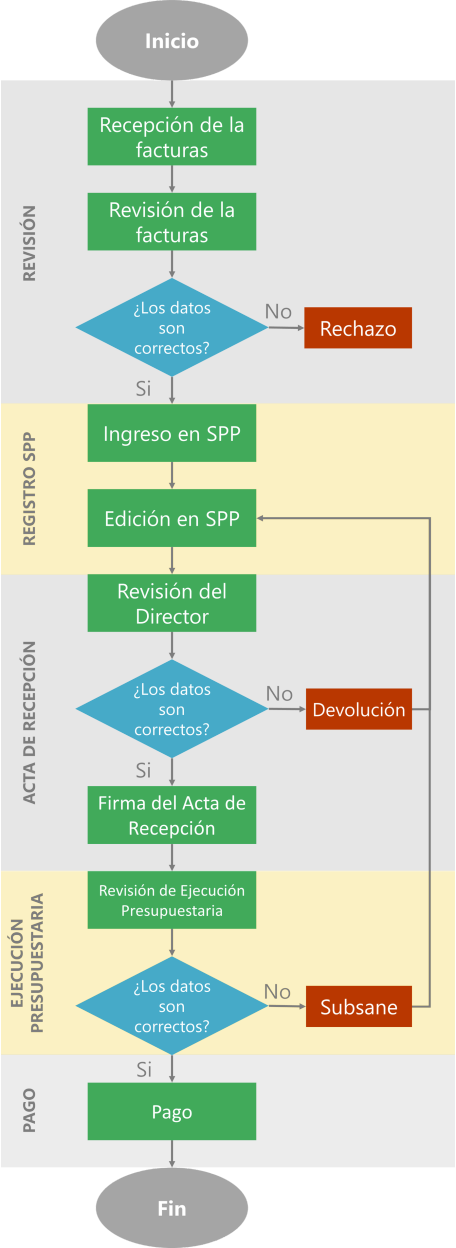 Inicio
REVISIÓN
Recepción de la
facturas
Revisión de la
facturas
¿Los datos
son
correctos?
No
Rechazo
Si
REGISTRO SPP
Ingreso en SPP
Edición en SPP
ACTA DE RECEPCIÓN
Revisión del
Director
¿Los datos
son
correctos?
No
Devolución
Si
Firma del Acta de
Recepción
EJECUCIÓN
PRESUPUESTARIA
Revisión de Ejecución
Presupuestaria
¿Los datos
son
correctos?
No
Subsane
Si
PAGO
Pago
Fin